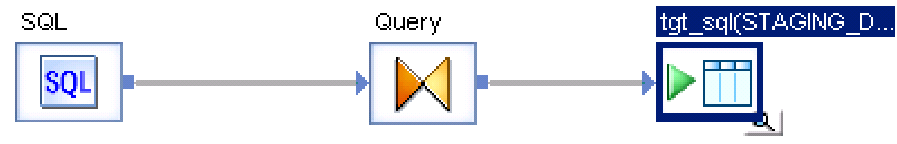 SQL
Query
tgt_sql(STAGING_D...
SQL